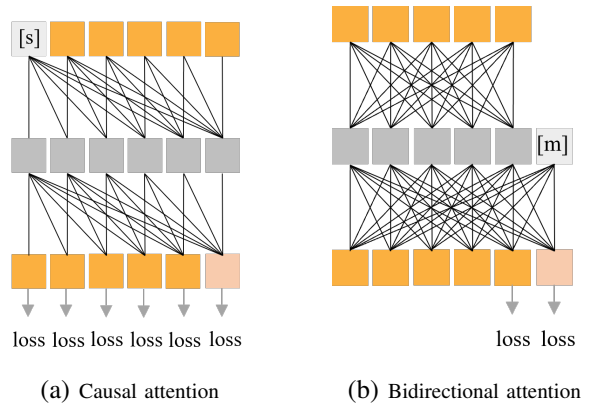 [s]
[m]
loss loss loss loss loss loss
loss loss
(a) Causal attention
(b) Bidirectional attention